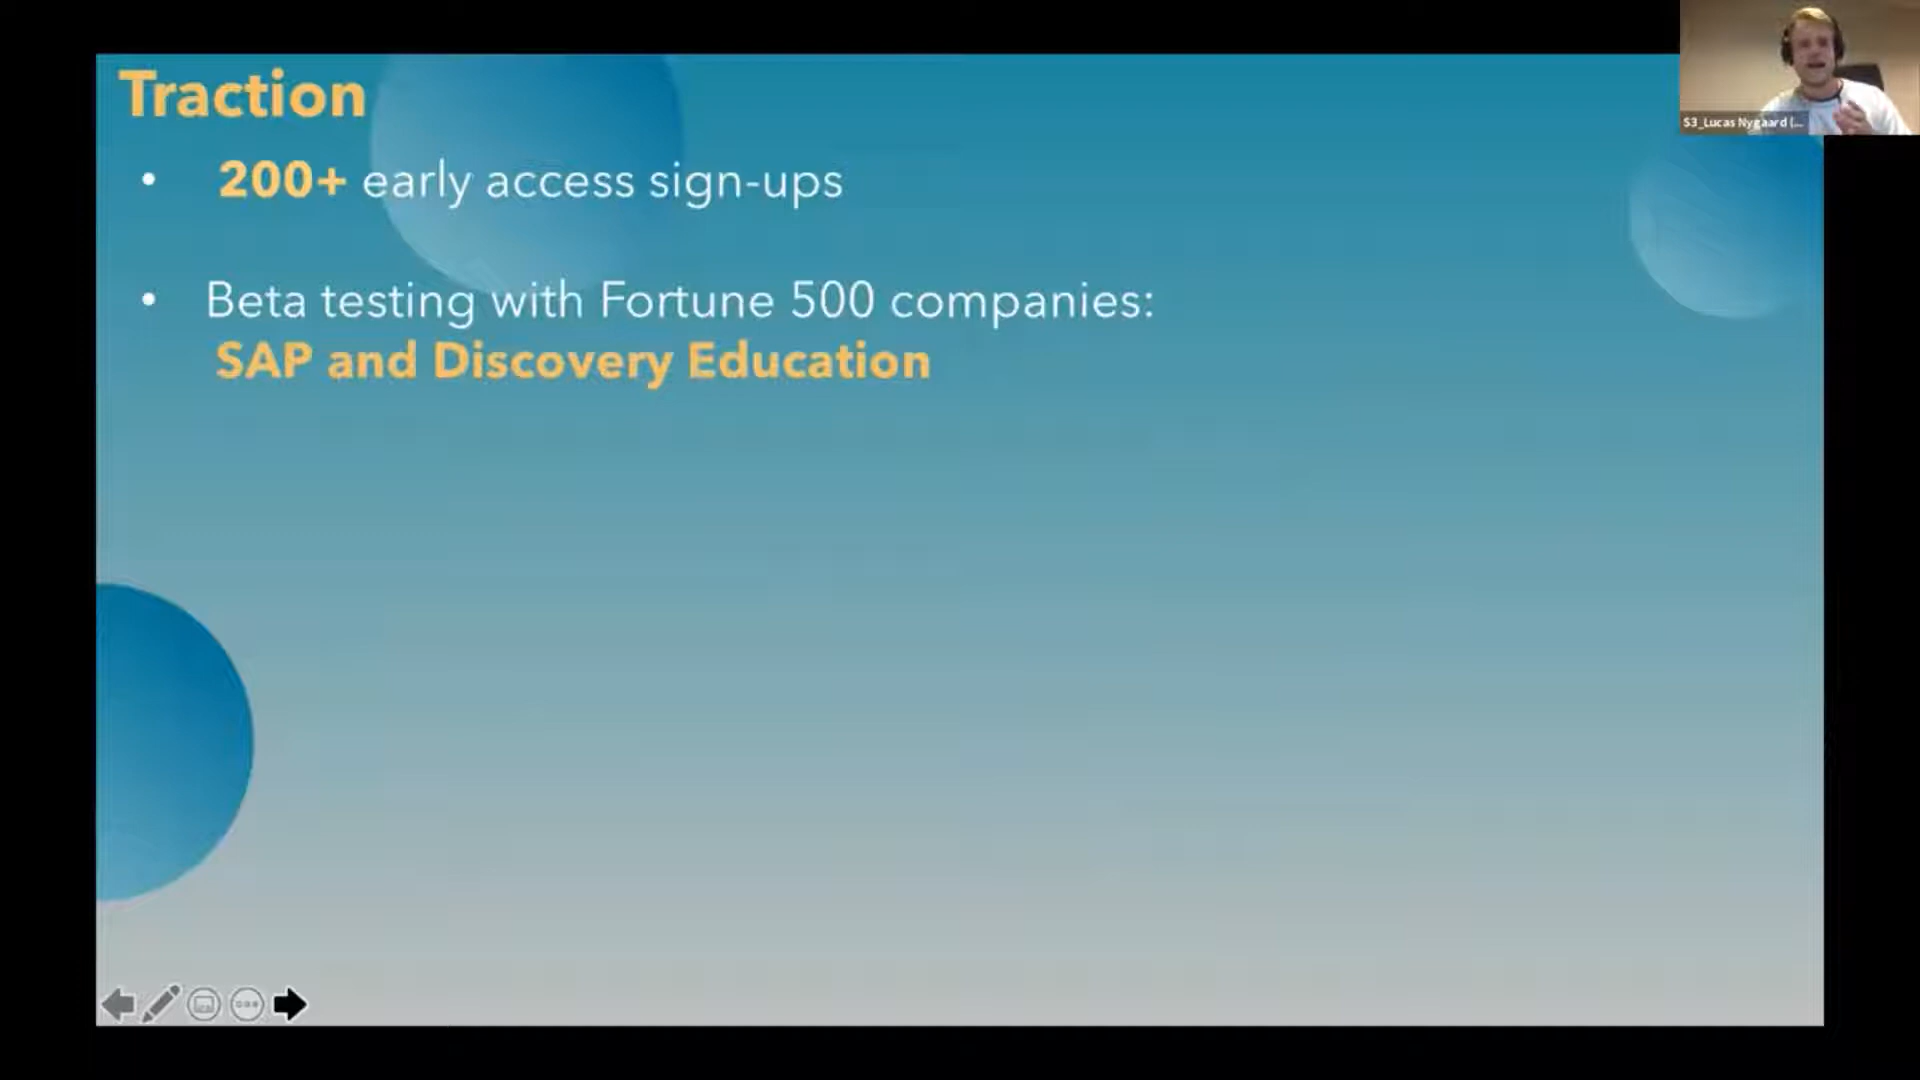 Traction
• 200+ early access sign-ups
• Beta testing with Fortune 500 companies:
SAP and Discovery Education
S3_Lucas Nygaard (...